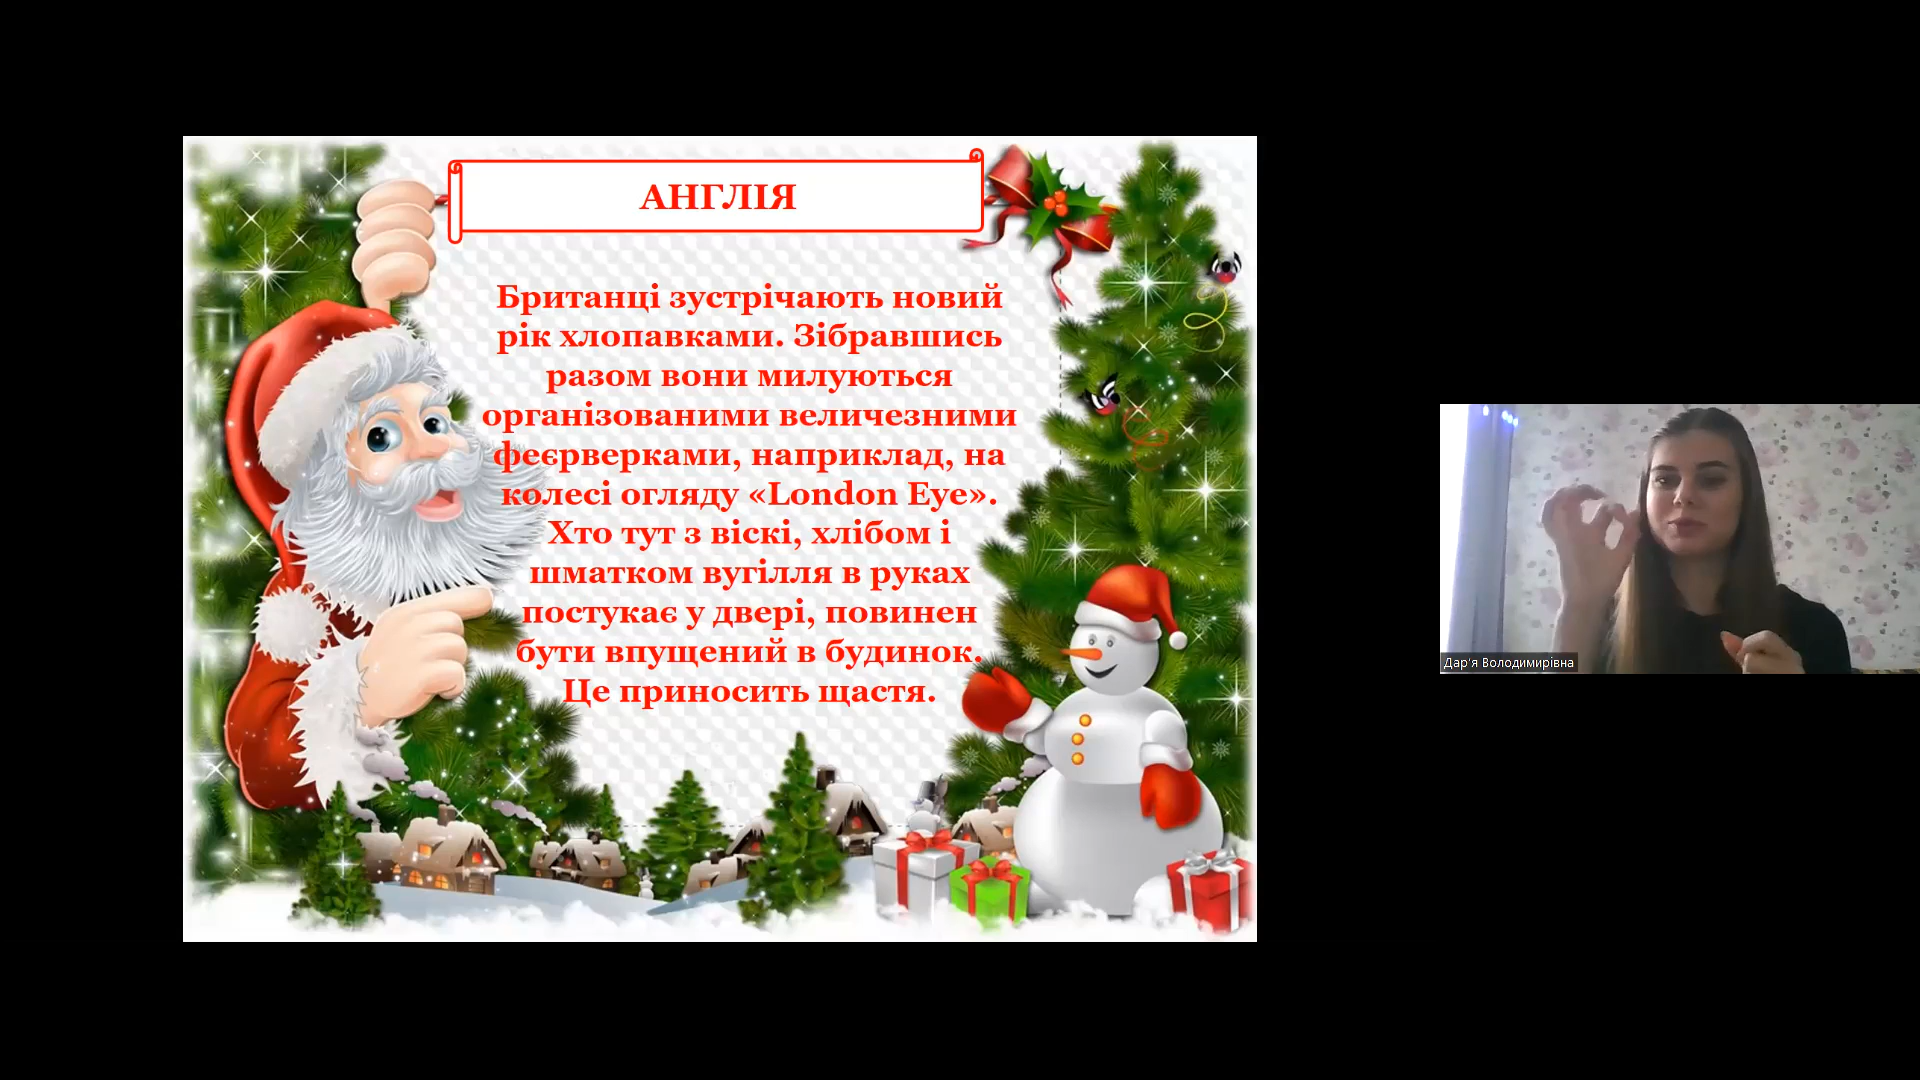 АНГЛІЯ
Британці зустрічають новий
рік хлопавками. Зібравшись
разом вони милуються
організованими величезними
феєрверками, наприклад, на
колесі огляду «London Eye».
Хто тут з віскі, хлібом і
шматком вугілля в руках
постукає у двері, повинен
бути впущений в будинок.
Це приносить щастя.
Дар'я Володимирівна